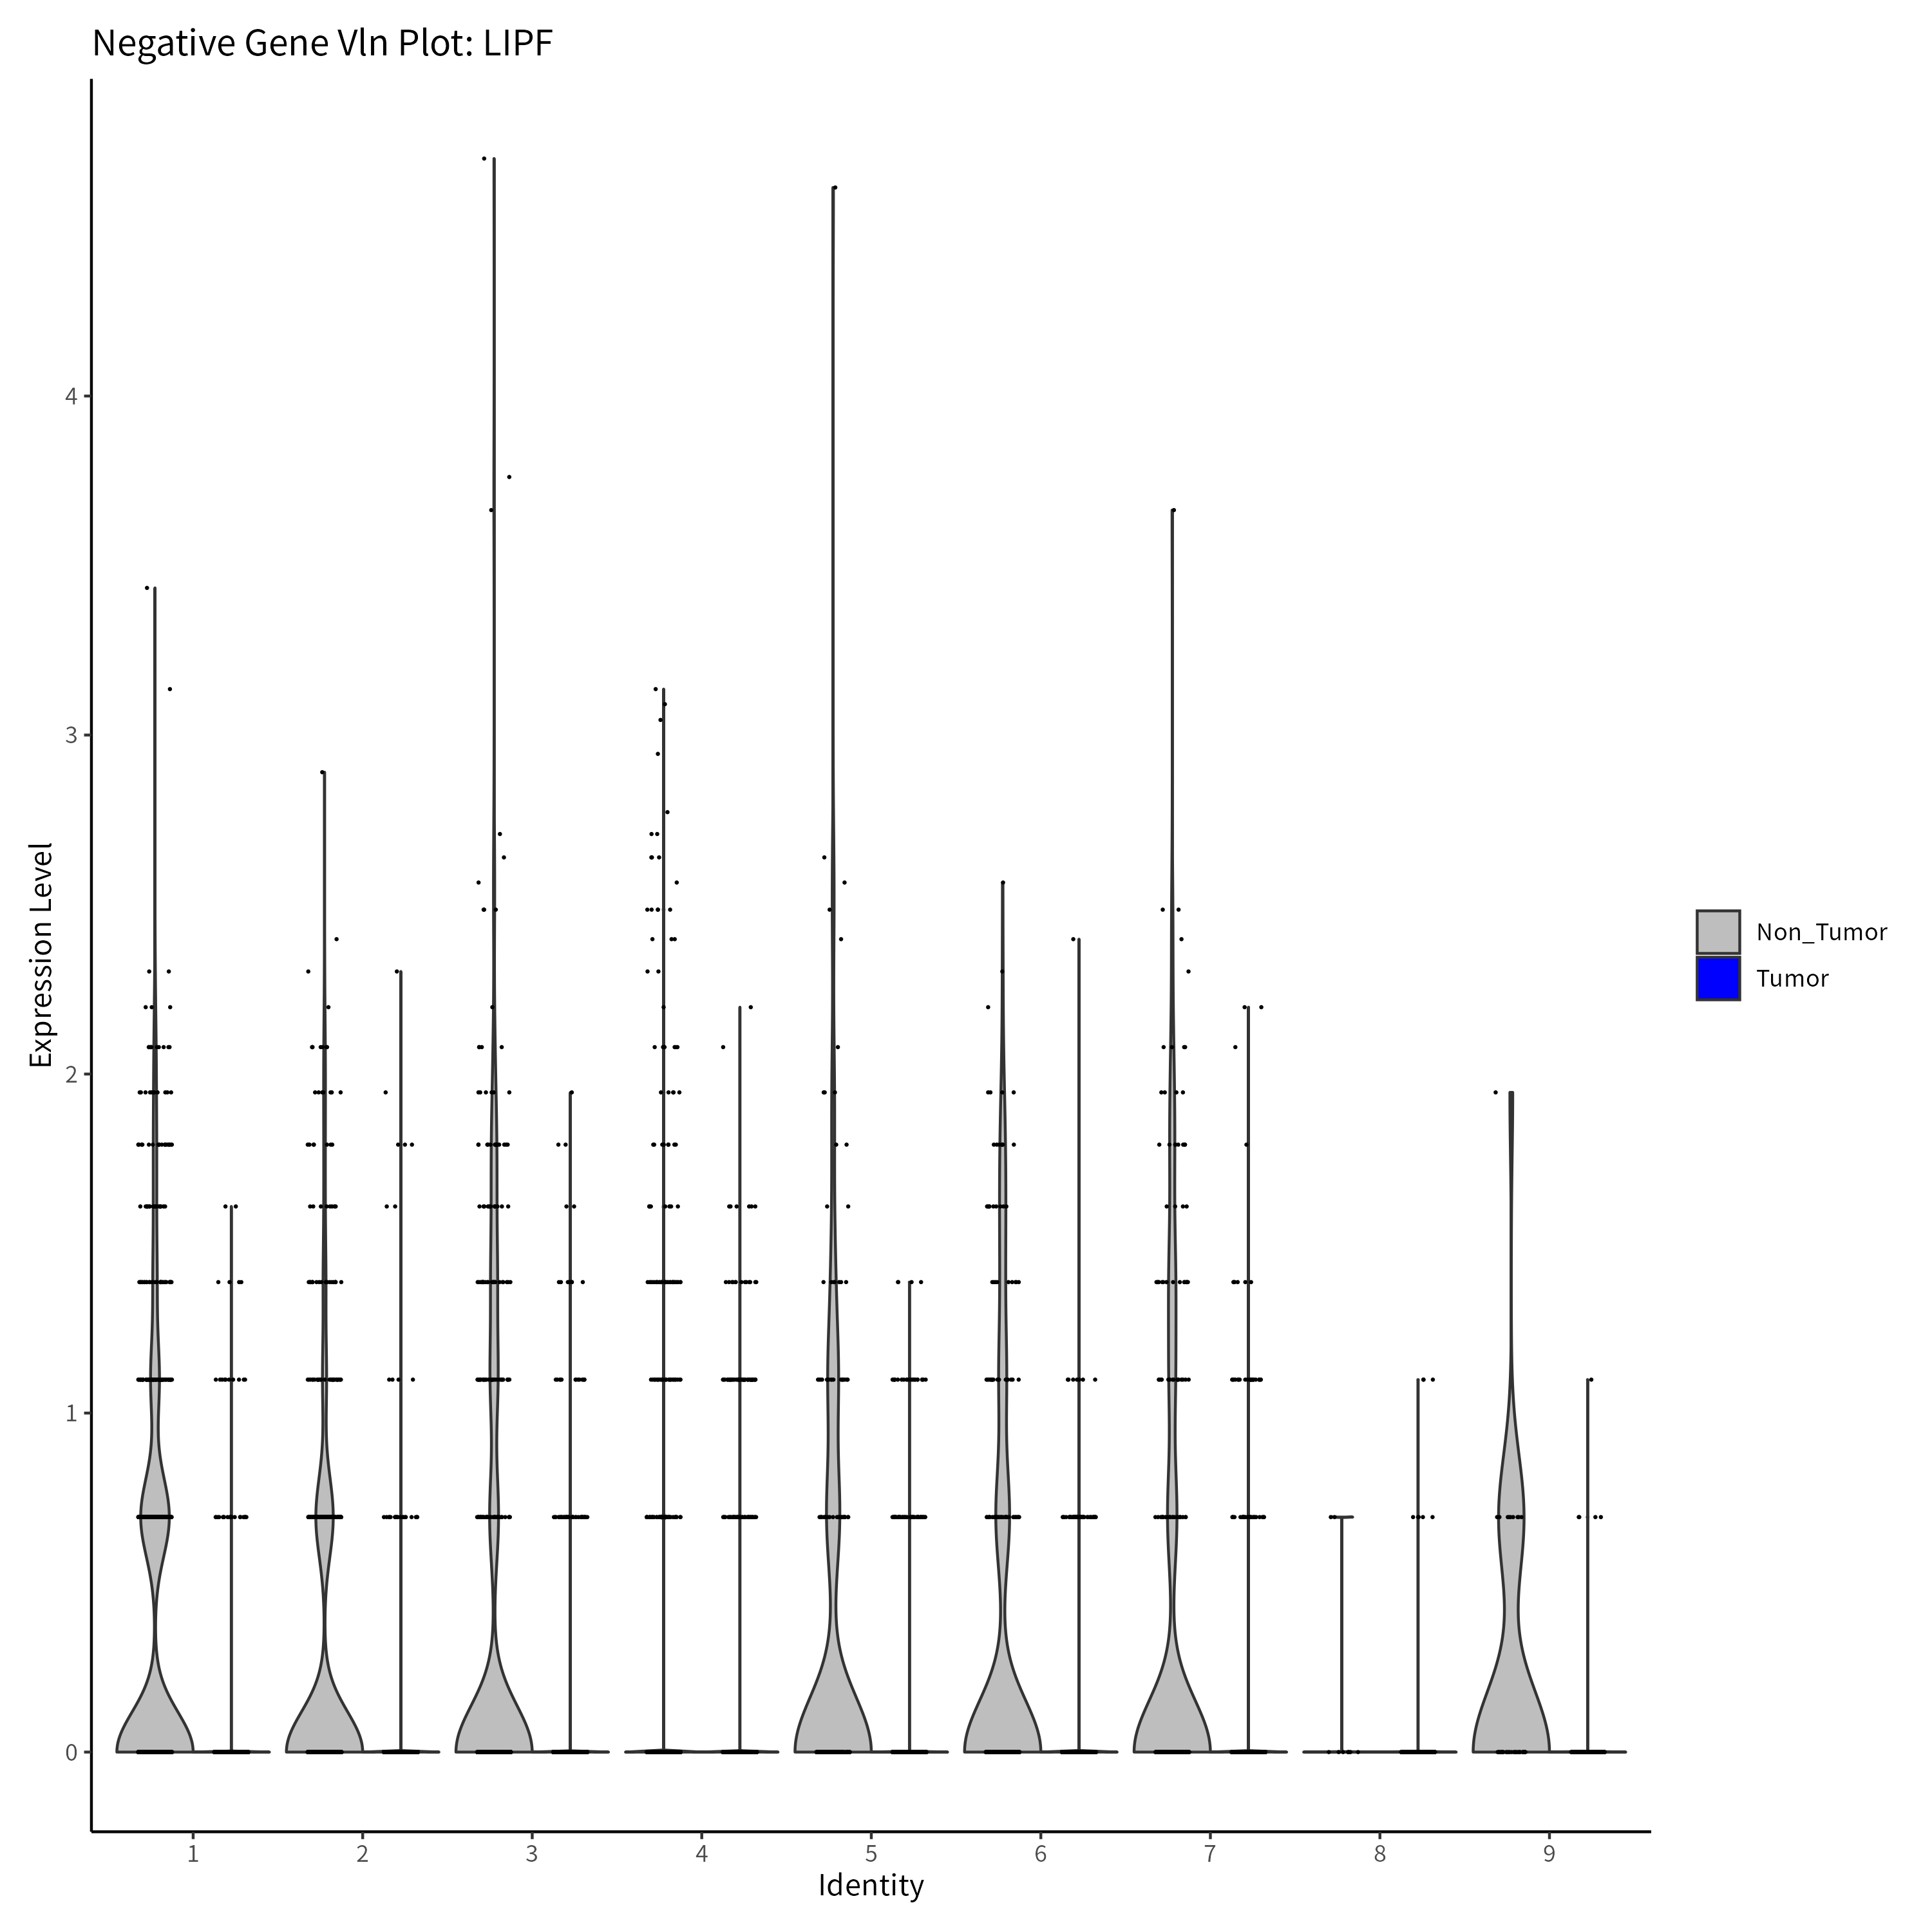 Negative Gene Vln Plot: LIPF
Expression Level
4
3
2
1
0
1 2 3 4 5 6 7 8 9
Identity
Non_Tumor
Tumor